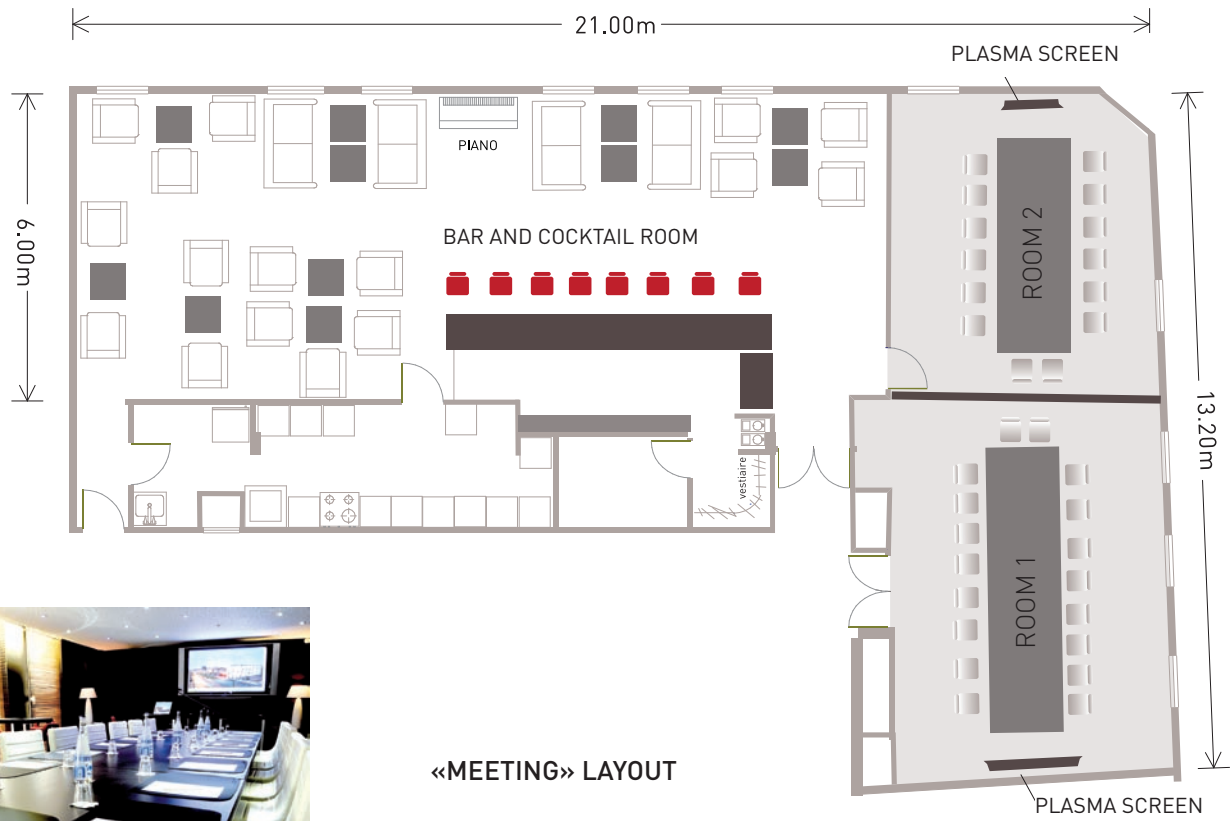 21.00m
PLASMA SCREEN
6.00m
PIANO
BAR AND COCKTAIL ROOM
ROOM 2
13.20m
vestiaire
ROOM 1
«MEETING» LAYOUT
PLASMA SCREEN